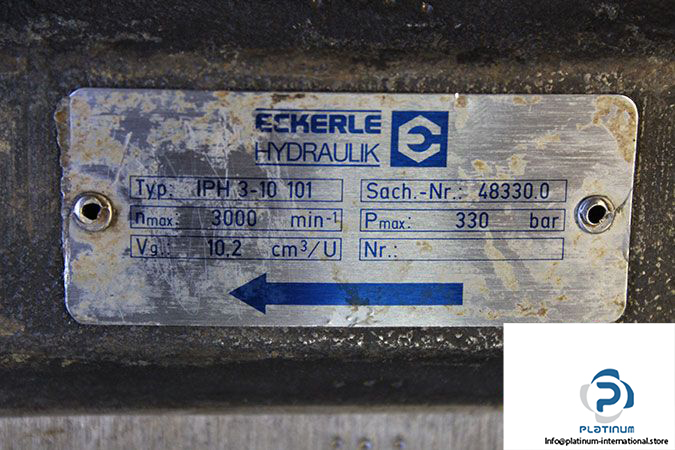 ECKERLE
HYDRAULIK
Typ: IPH 3-10 101 Sach.-Nr.: 48330.0
nmax: 3000 min-1 Pmax: 330 bar
Vg.: 10,2 cm³/U Nr.:
PLATINUM
Info@platinum-international.store